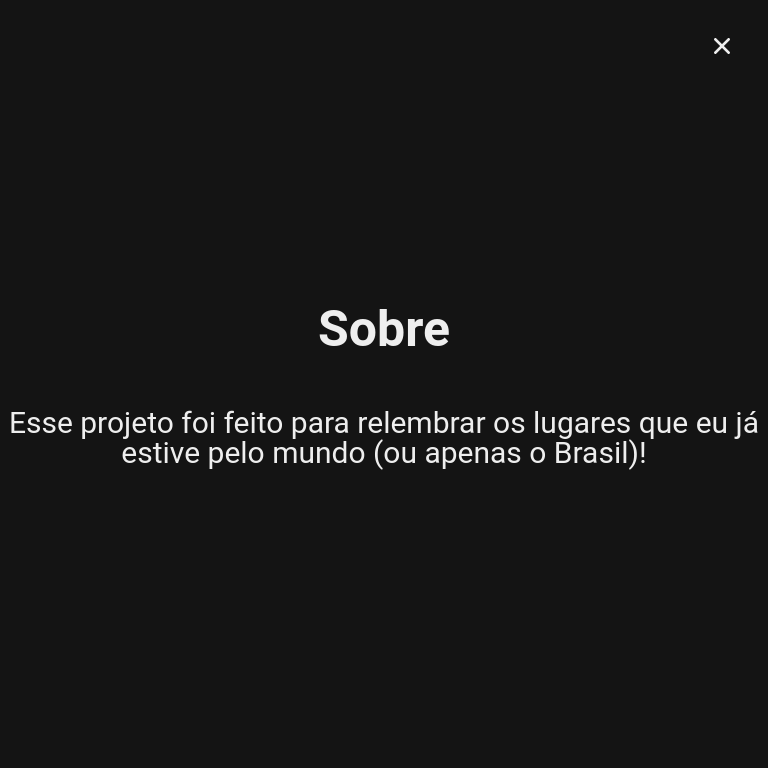 Sobre
Esse projeto foi feito para relembrar os lugares que eu já
estive pelo mundo (ou apenas o Brasil)!